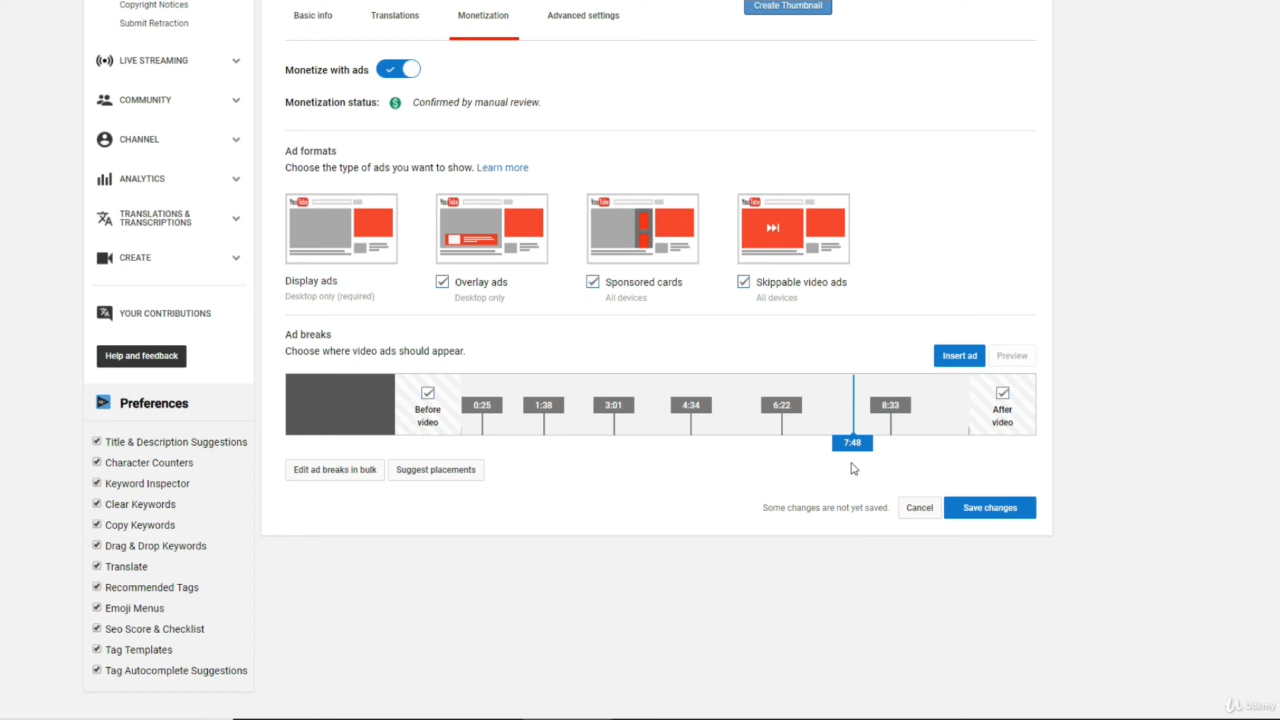 Copyright Notices
Submit Retraction
LIVE STREAMING
COMMUNITY
CHANNEL
ANALYTICS
TRANSLATIONS &
TRANSCRIPTIONS
CREATE
YOUR CONTRIBUTIONS
Help and feedback
Preferences
Title & Description Suggestions
Character Counters
Keyword Inspector
Clear Keywords
Copy Keywords
Drag & Drop Keywords
Translate
Recommended Tags
Emoji Menus
Seo Score & Checklist
Tag Templates
Tag Autocomplete Suggestions
Create Thumbnail
Basic info Translations Monetization Advanced settings
Monetize with ads
Monetization status: $ Confirmed by manual review.
Ad formats
Choose the type of ads you want to show. Learn more
YouTube YouTube YouTube YouTube
Display ads Overlay ads Sponsored cards Skippable video ads
Desktop only (required) Desktop only All devices All devices
Ad breaks
Choose where video ads should appear.
Insert ad Preview
Before
video
0:25 1:38 3:01 4:34 6:22 8:33
After
video
7:48
Edit ad breaks in bulk Suggest placements
Some changes are not yet saved. Cancel Save changes
Udemy